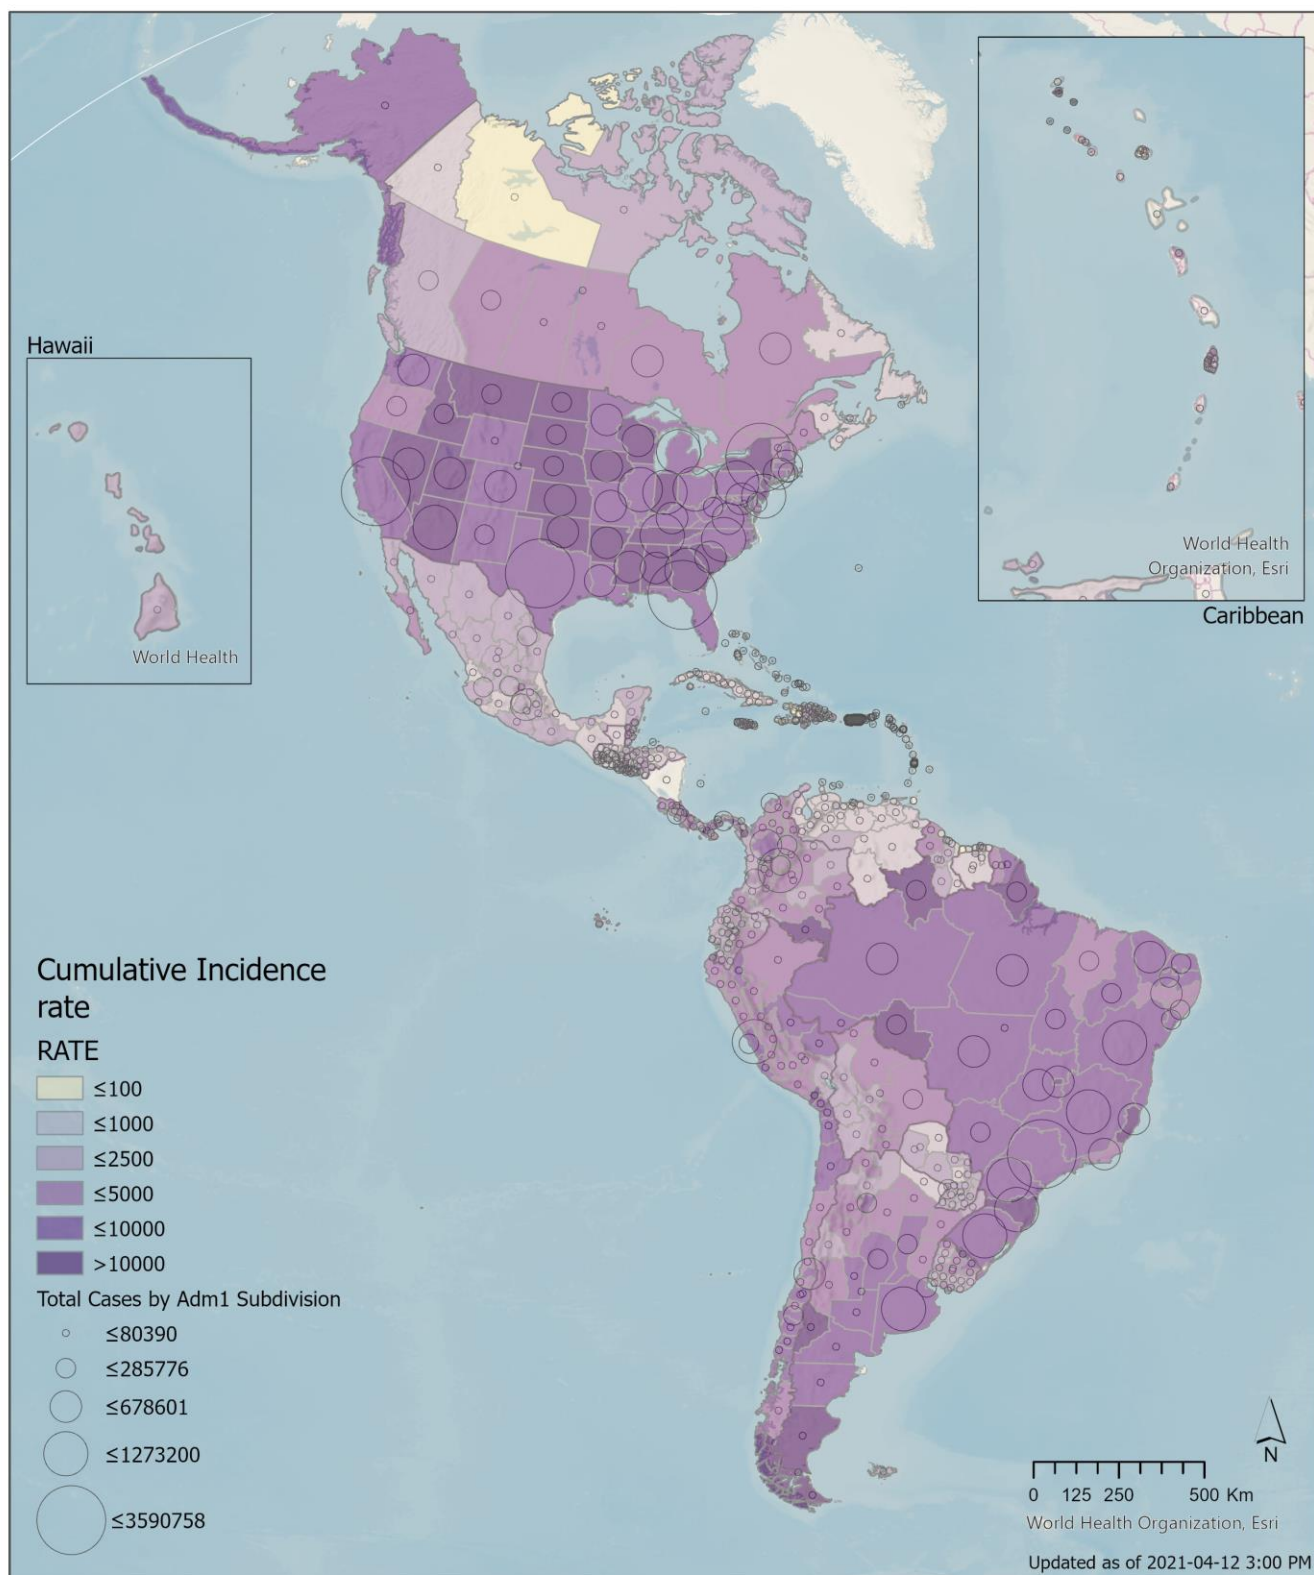 Hawaii
World Health
World Health
Organization, Esri
Caribbean
Cumulative Incidence
rate
RATE
≤100
≤1000
≤2500
≤5000
≤10000
>10000
Total Cases by Adm1 Subdivision
≤80390
≤285776
≤678601
≤1273200
≤3590758
N
0 125 250 500 Km
World Health Organization, Esri
Updated as of 2021-04-12 3:00 PM